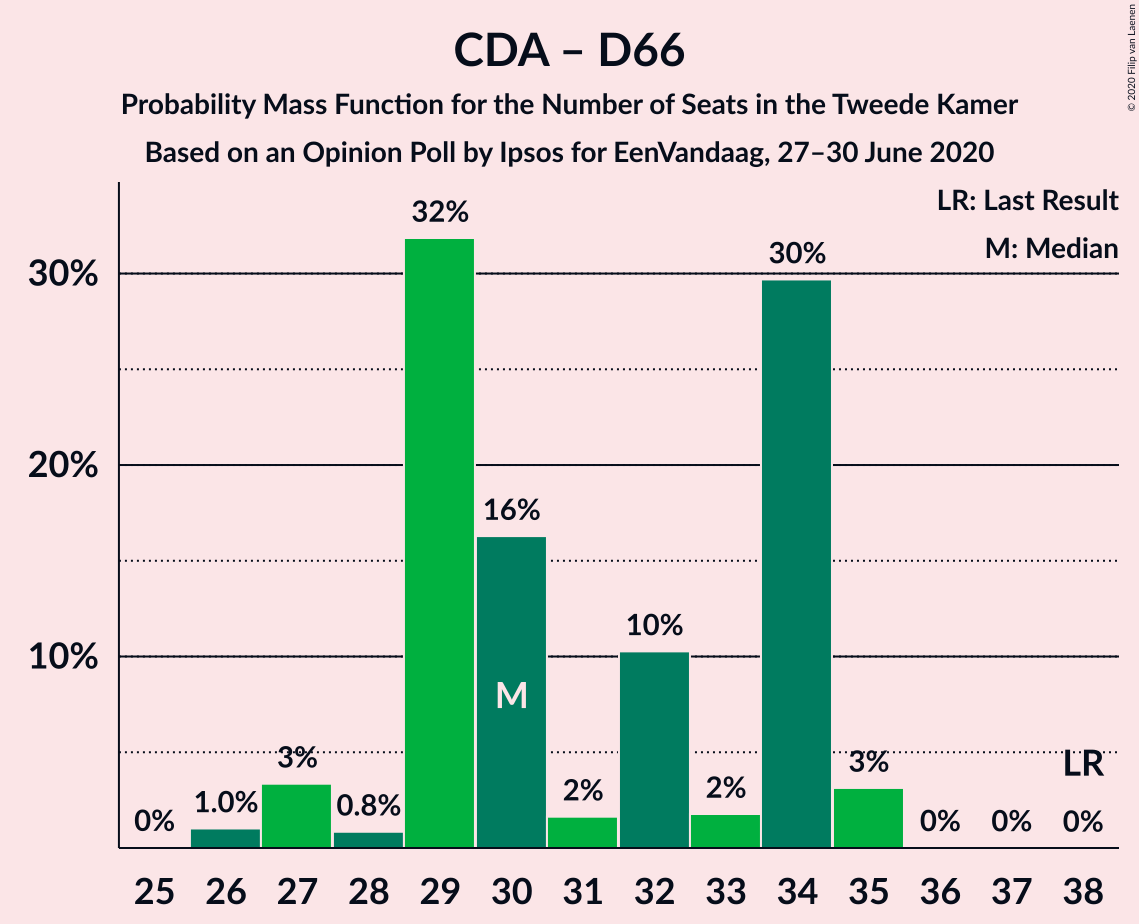 CDA – D66
Probability Mass Function for the Number of Seats in the Tweede Kamer
Based on an Opinion Poll by Ipsos for EenVandaag, 27–30 June 2020
© 2020 Filip van Laenen
LR: Last Result
M: Median
30%
20%
10%
0%
1.0%
3%
0.8%
32%
16%
2%
10%
2%
30%
3%
0%
0%
0%
M
LR
25 26 27 28 29 30 31 32 33 34 35 36 37 38